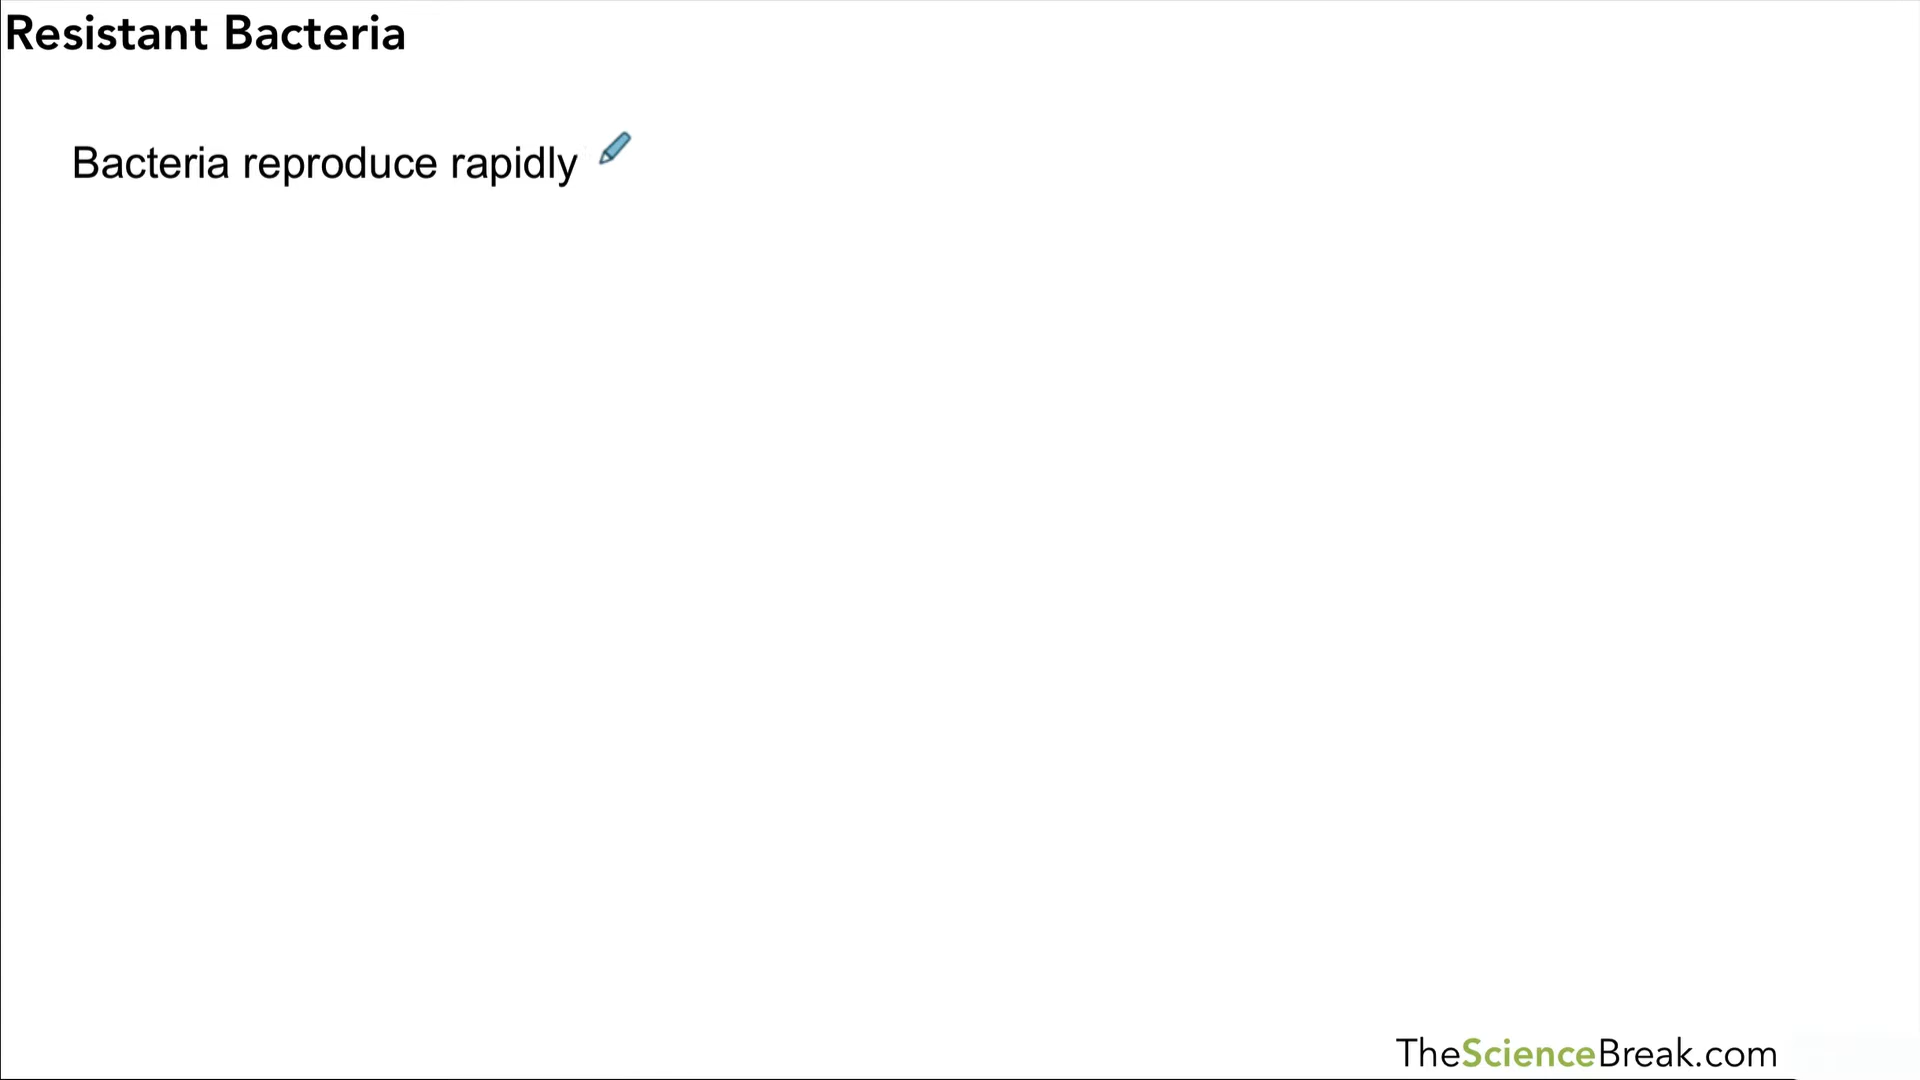 Resistant Bacteria
Bacteria reproduce rapidly
TheScienceBreak.com